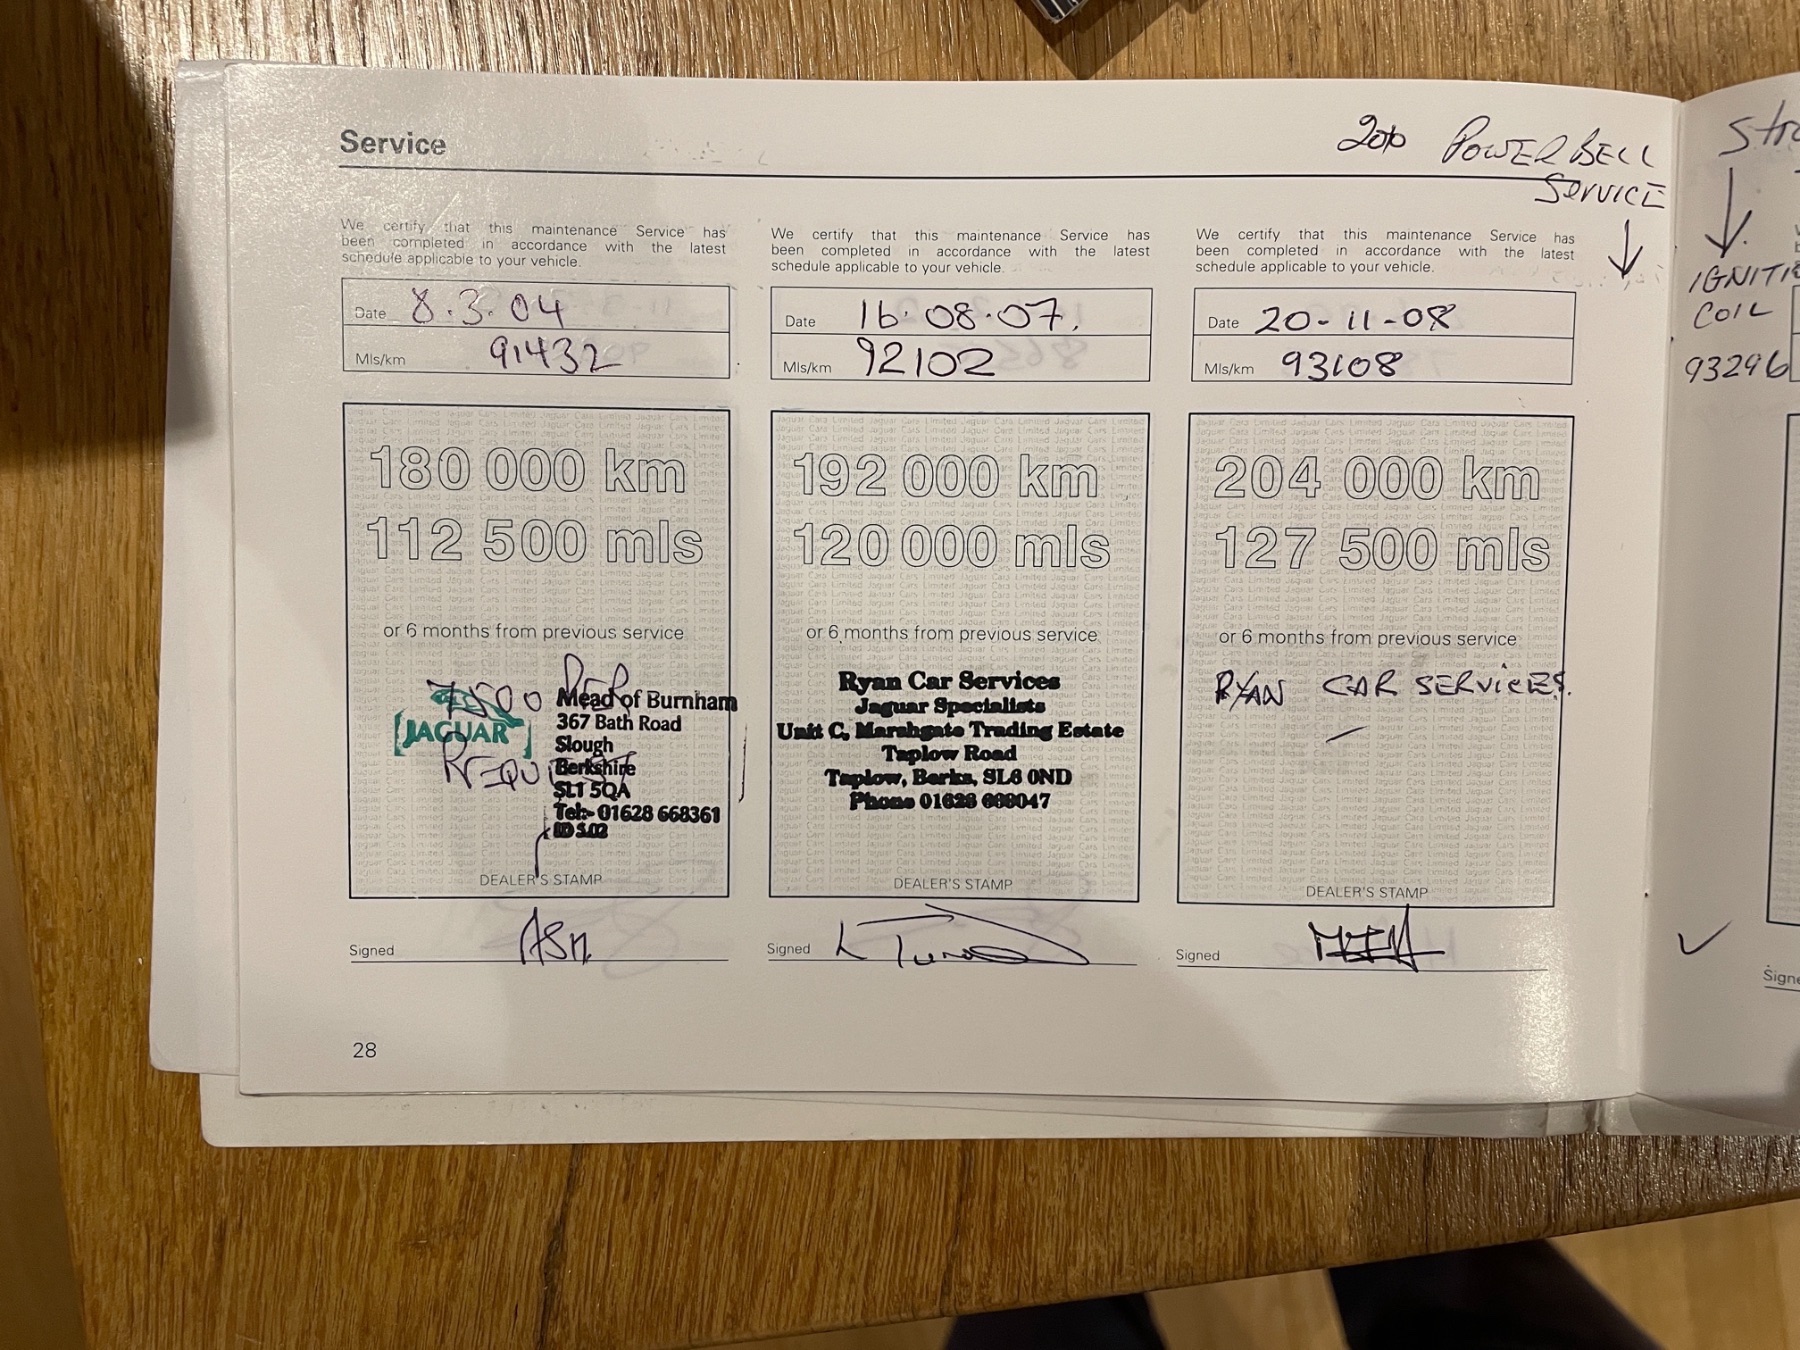 Service
2010 POWERBELL
SERVICE
We certify that this maintenance Service has
been completed in accordance with the latest
schedule applicable to your vehicle.
Date 8.3.04
Mls/km 91432
180 000 km
112 500 mls
or 6 months from previous service
7500 PER
REQUEST
JAGUAR
Mead of Burnham
367 Bath Road
Slough
Berkshire
SL1 5QA
Tel:- 01628 668361
DEALER'S STAMP
Signed
We certify that this maintenance Service has
been completed in accordance with the latest
schedule applicable to your vehicle.
Date 16.08.07.
Mls/km 92102
192 000 km
120 000 mls
or 6 months from previous service
Ryan Car Services
Jaguar Specialists
Unit C, Marshgate Trading Estate
Taplow Road
Taplow, Berks, SL6 0ND
Phone 01628 668047
DEALER'S STAMP
Signed
We certify that this maintenance Service has
been completed in accordance with the latest
schedule applicable to your vehicle.
Date 20-11-08
Mls/km 93108
204 000 km
127 500 mls
or 6 months from previous service
RYAN CAR SERVICES.
DEALER'S STAMP
Signed
28
COIL
93296